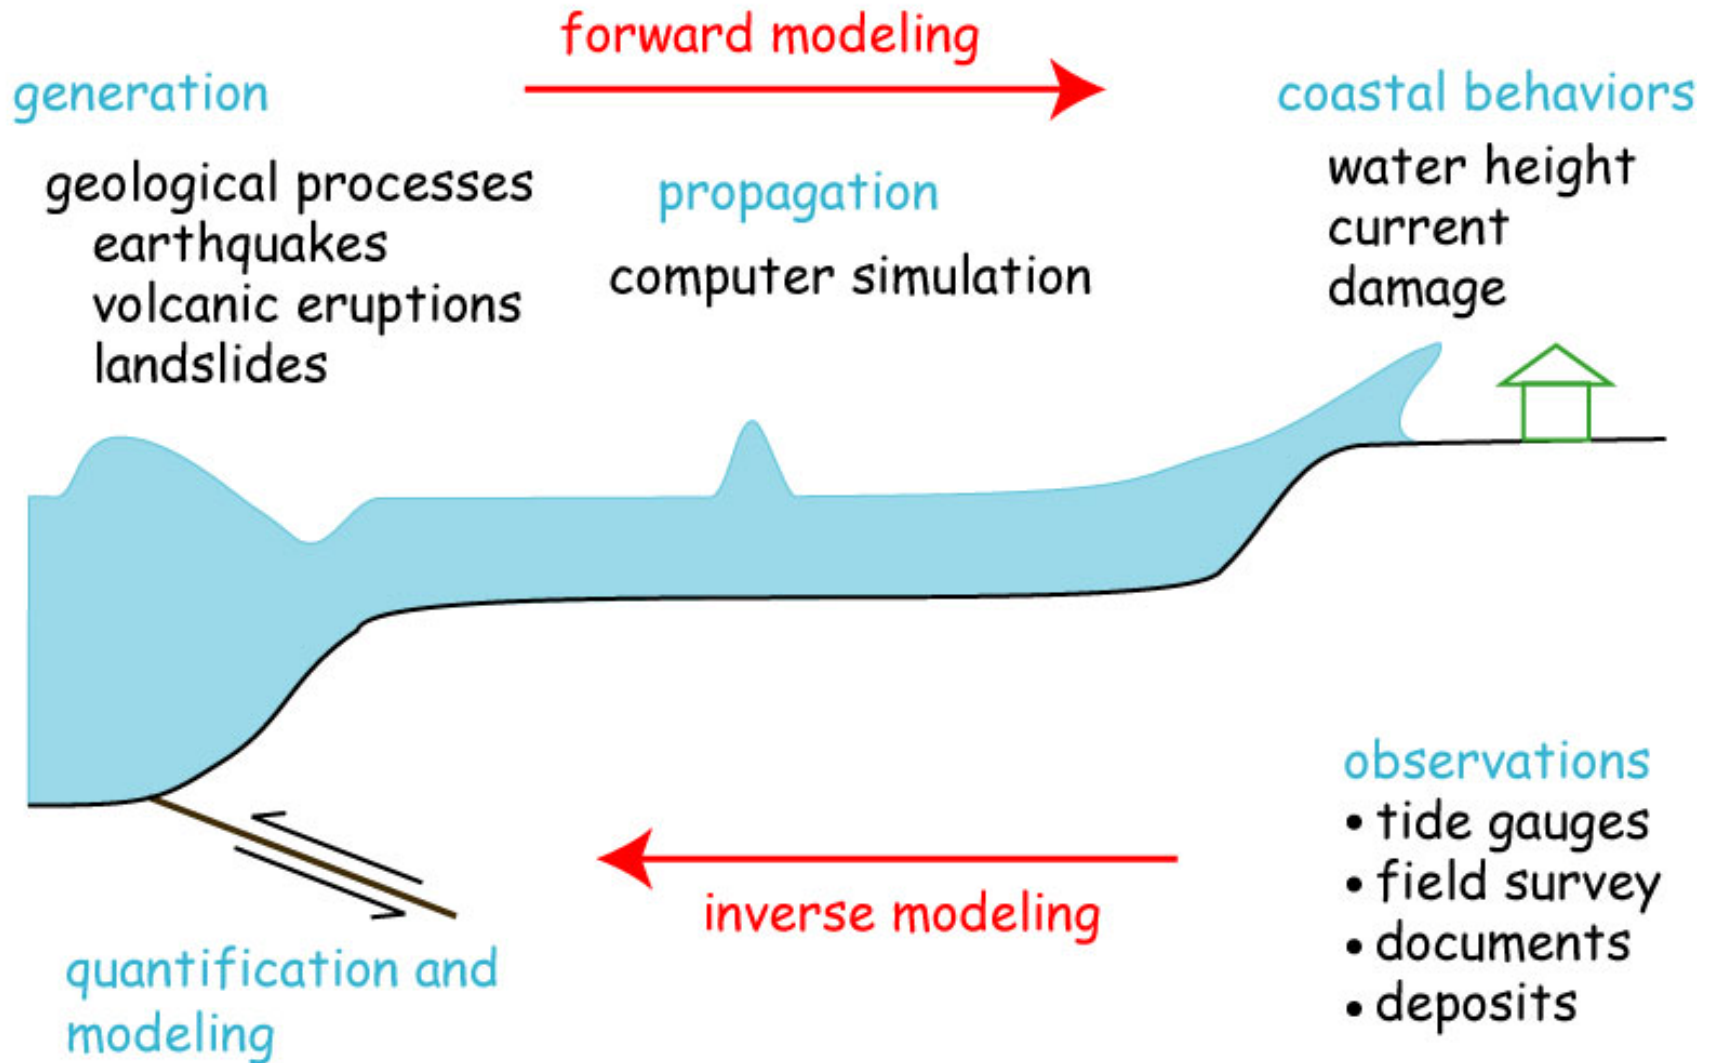 forward modeling
generation
geological processes
earthquakes
volcanic eruptions
landslides
propagation
computer simulation
coastal behaviors
water height
current
damage
observations
• tide gauges
• field survey
• documents
• deposits
inverse modeling
quantification and
modeling